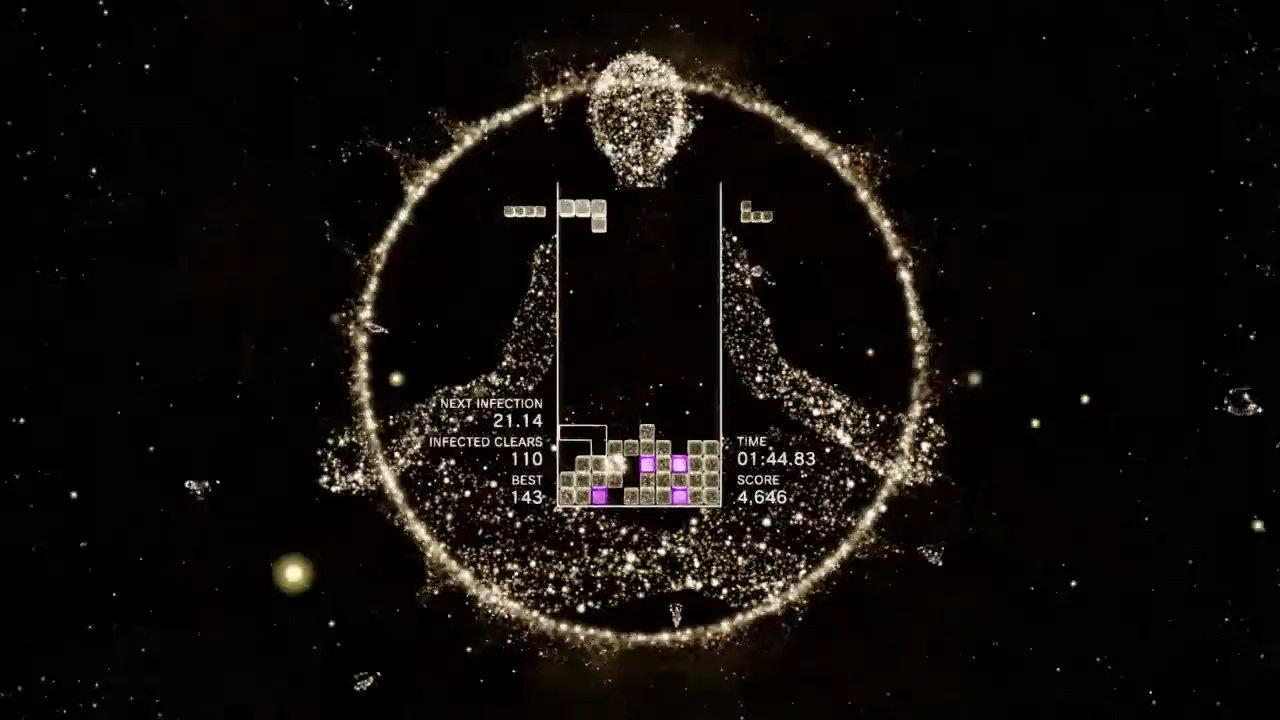 NEXT INFECTION
21.14
INFECTED CLEARS
110
BEST
143
TIME
01:44.83
SCORE
4,646